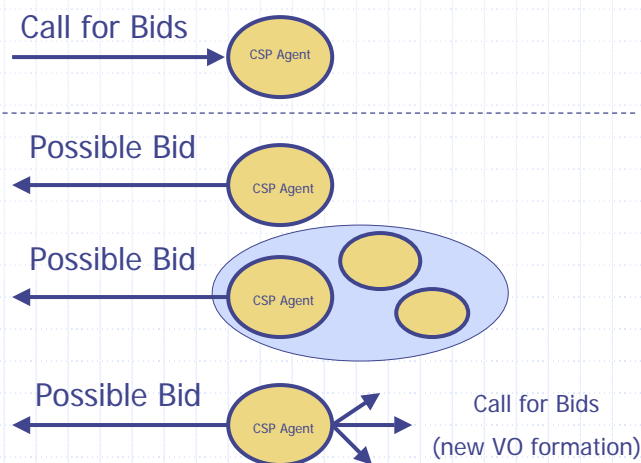 Call for Bids
CSP Agent
Possible Bid
CSP Agent
Possible Bid
CSP Agent
Possible Bid
CSP Agent
Call for Bids
(new VO formation)